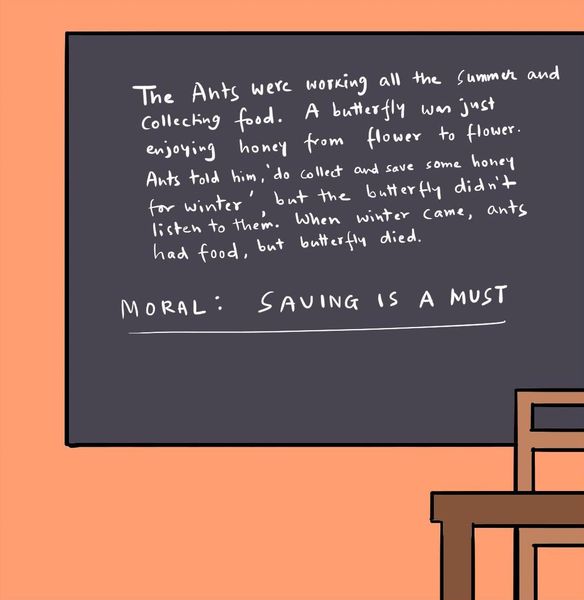 The Ants were working all the summer and
collecting food. A butterfly was just
enjoying honey from flower to flower.
Ants told him, 'do collect and save some honey
for winter', but the butterfly didn't
listen to them. When winter came, ants
had food, but butterfly died.
MORAL: SAVING IS A MUST